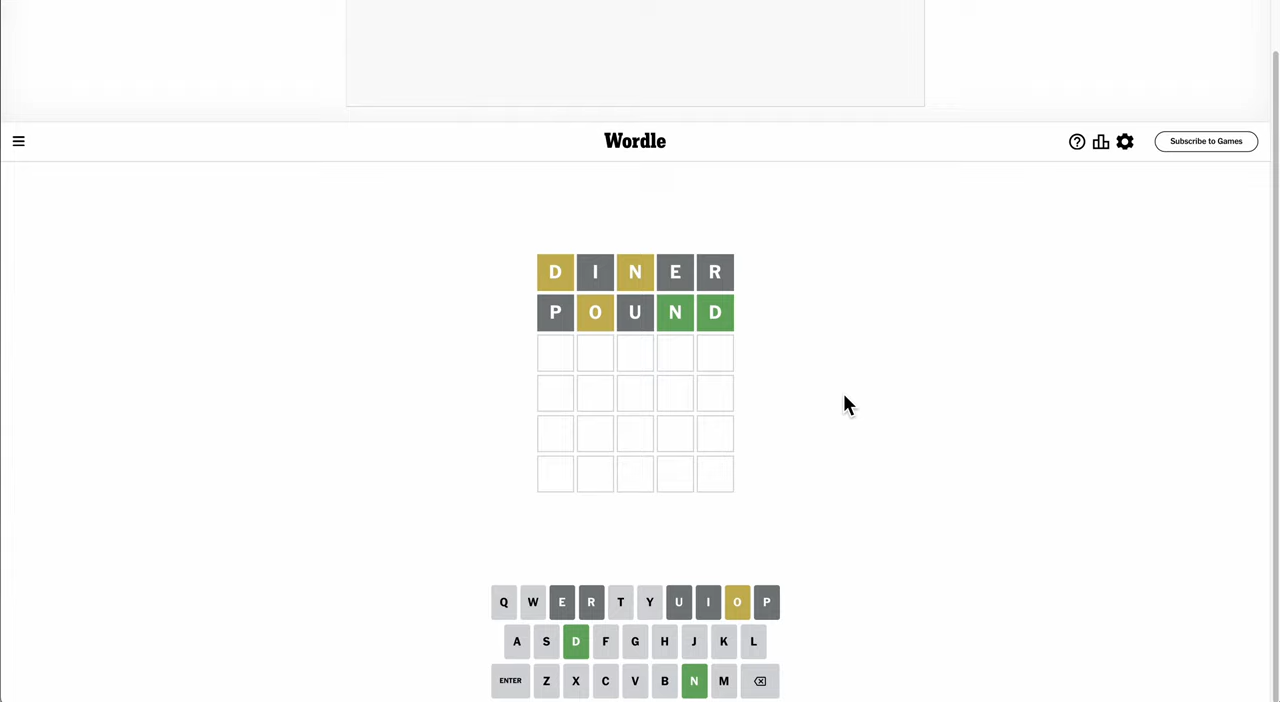 Wordle
Subscribe to Games
D I N E R
P O U N D
Q W E R T Y U I O P
A S D F G H J K L
ENTER Z X C V B N M